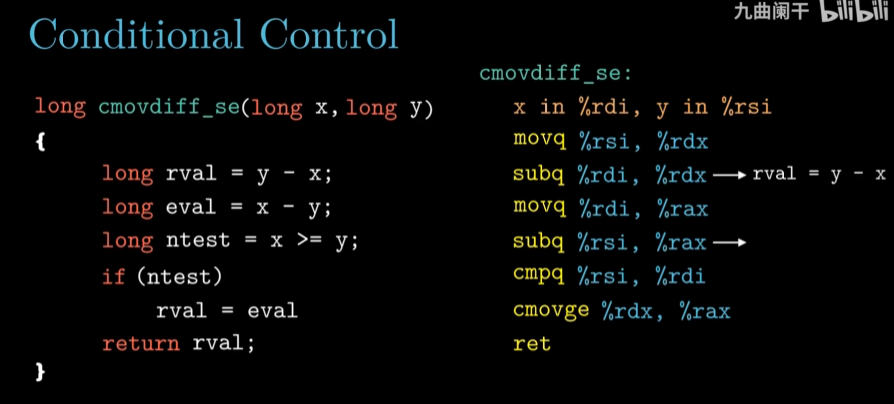 九曲阑干 bilibili
Conditional Control
long cmovdiff_se(long x, long y)
{
long rval = y - x;
long eval = x - y;
long ntest = x >= y;
if (ntest)
rval = eval
return rval;
}
cmovdiff_se:
x in %rdi, y in %rsi
movq %rsi, %rdx
subq %rdi, %rdx → rval = y - x
movq %rdi, %rax
subq %rsi, %rax →
cmpq %rsi, %rdi
cmovge %rdx, %rax
ret